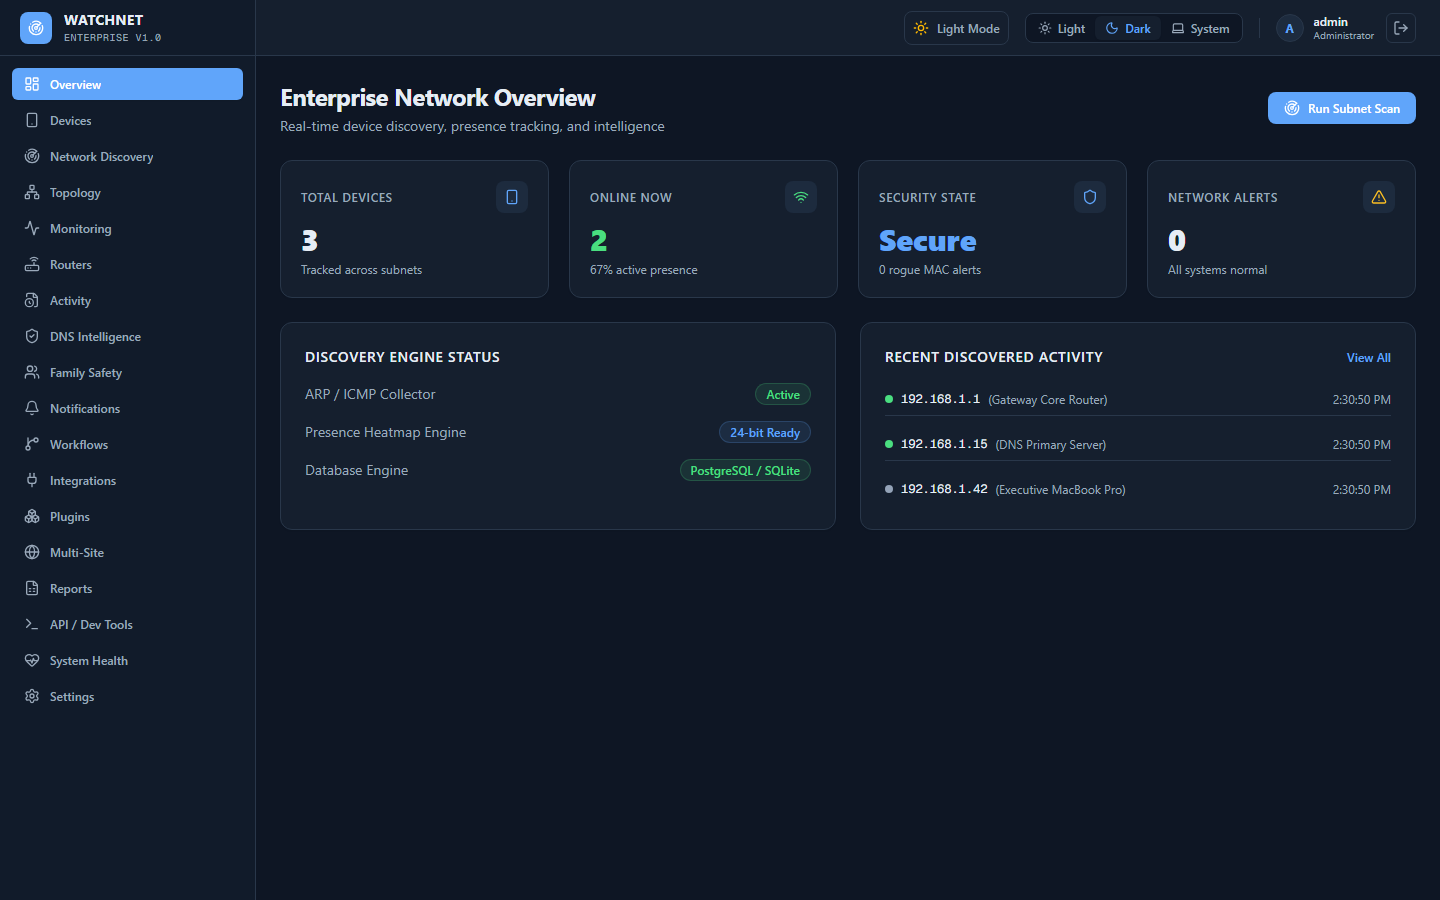 WATCHNET
ENTERPRISE V1.0
Light Mode
Light
Dark
System
A
admin
Administrator
Overview
Devices
Network Discovery
Topology
Monitoring
Routers
Activity
DNS Intelligence
Family Safety
Notifications
Workflows
Integrations
Plugins
Multi-Site
Reports
API / Dev Tools
System Health
Settings
Enterprise Network Overview
Real-time device discovery, presence tracking, and intelligence
Run Subnet Scan
TOTAL DEVICES
3
Tracked across subnets
ONLINE NOW
2
67% active presence
SECURITY STATE
Secure
0 rogue MAC alerts
NETWORK ALERTS
0
All systems normal
DISCOVERY ENGINE STATUS
ARP / ICMP Collector Active
Presence Heatmap Engine 24-bit Ready
Database Engine PostgreSQL / SQLite
RECENT DISCOVERED ACTIVITY View All
192.168.1.1 (Gateway Core Router) 2:30:50 PM
192.168.1.15 (DNS Primary Server) 2:30:50 PM
192.168.1.42 (Executive MacBook Pro) 2:30:50 PM